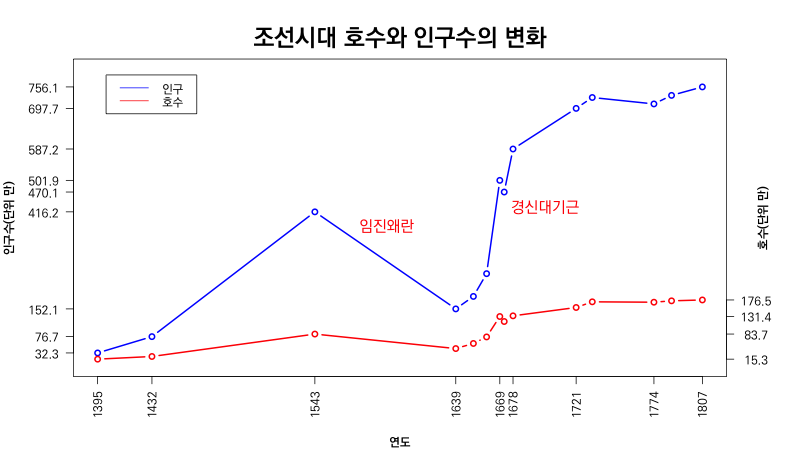 조선시대 호수와 인구수의 변화
인구
호수
756.1
697.7
587.2
501.9
470.1
416.2
152.1
76.7
32.3
인구수(단위 만)
임진왜란
경신대기근
176.5
131.4
83.7
15.3
호수(단위 만)
1395
1432
1543
1639
1669
1678
1721
1774
1807
연도